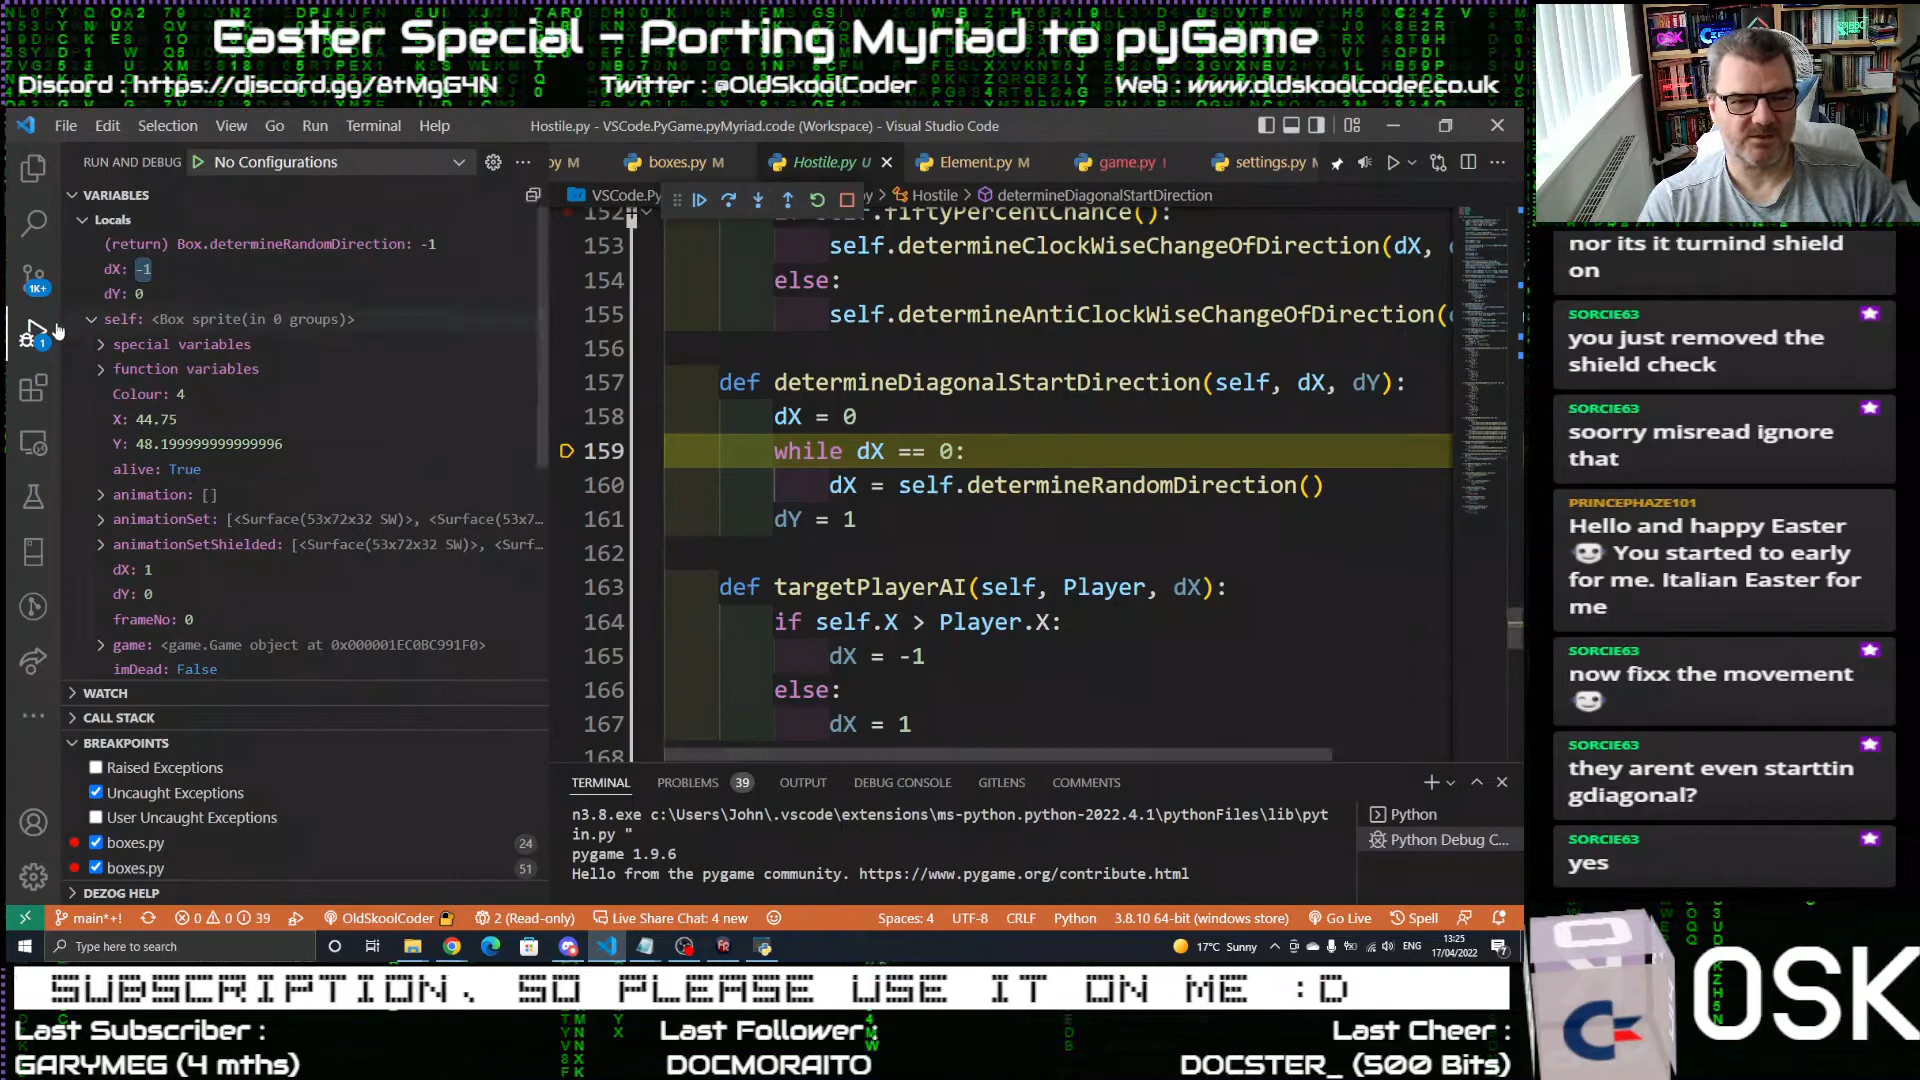 Easter Special - Porting Myriad to pyGame
Discord : https://discord.gg/8tMgG4N
Twitter : @OldSkoolCoder
Web : www.oldskoolcoder.co.uk
File Edit Selection View Go Run Terminal Help
Hostile.py - VSCode.PyGame.pyMyriad.code (Workspace) - Visual Studio Code
RUN AND DEBUG No Configurations
py M boxes.py M Hostile.py U Element.py M game.py ! settings.py M
VARIABLES
VSCode.Py
Hostile > determineDiagonalStartDirection
Locals
(return) Box.determineRandomDirection: -1
dX: -1
dY: 0
self: <Box sprite(in 0 groups)>
special variables
function variables
Colour: 4
X: 44.75
Y: 48.199999999999996
alive: True
animation: []
animationSet: [<Surface(53x72x32 SW)>, <Surface(53x7...
animationSetShielded: [<Surface(53x72x32 SW)>, <Surf...
dX: 1
dY: 0
frameNo: 0
game: <game.Game object at 0x000001EC0BC991F0>
imDead: False
WATCH
CALL STACK
BREAKPOINTS
Raised Exceptions
Uncaught Exceptions
User Uncaught Exceptions
boxes.py 24
boxes.py 51
DEZOG HELP
1K+
1
152 .fiftyPercentChance():
153 self.determineClockWiseChangeOfDirection(dX,
154 else:
155 self.determineAntiClockWiseChangeOfDirection(
156
157 def determineDiagonalStartDirection(self, dX, dY):
158 dX = 0
159 while dX == 0:
160 dX = self.determineRandomDirection()
161 dY = 1
162
163 def targetPlayerAI(self, Player, dX):
164 if self.X > Player.X:
165 dX = -1
166 else:
167 dX = 1
168
TERMINAL PROBLEMS 39 OUTPUT DEBUG CONSOLE GITLENS COMMENTS
n3.8.exe c:\Users\John\.vscode\extensions\ms-python.python-2022.4.1\pythonFiles\lib\pyt
in.py "
pygame 1.9.6
Hello from the pygame community. https://www.pygame.org/contribute.html
Python
Python Debug C...
main*+! 0 0 39 OldSkoolCoder 2 (Read-only) Live Share Chat: 4 new Spaces: 4 UTF-8 CRLF Python 3.8.10 64-bit (windows store) Go Live Spell
Type here to search
17°C Sunny ENG
13:25
17/04/2022
7
nor its it turnind shield
on
SORCIE63
you just removed the
shield check
SORCIE63
soorry misread ignore
that
PRINCEPHAZE101
Hello and happy Easter
You started to early
for me. Italian Easter for
me
SORCIE63
now fixx the movement
SORCIE63
they arent even starttin
gdiagonal?
SORCIE63
yes
SUBSCRIPTION, SO PLEASE USE IT ON ME :D
Last Subscriber :
GARYMEG (4 mths)
Last Follower :
DOCMORAITO
Last Cheer :
DOCSTER_ (500 Bits)
OSK